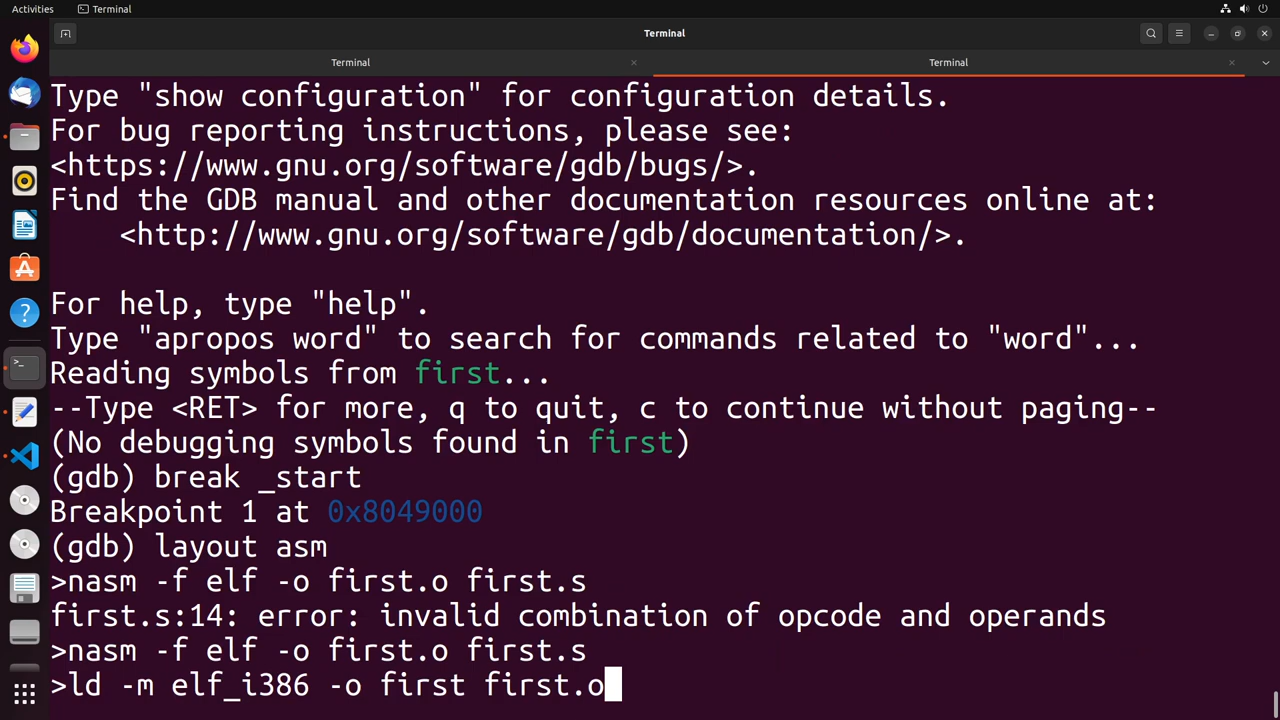 Activities
Terminal
Terminal
Terminal
Terminal
Type "show configuration" for configuration details.
For bug reporting instructions, please see:
<https://www.gnu.org/software/gdb/bugs/>.
Find the GDB manual and other documentation resources online at:
<http://www.gnu.org/software/gdb/documentation/>.
For help, type "help".
Type "apropos word" to search for commands related to "word"...
Reading symbols from first...
--Type <RET> for more, q to quit, c to continue without paging--
(No debugging symbols found in first)
(gdb) break _start
Breakpoint 1 at 0x8049000
(gdb) layout asm
>nasm -f elf -o first.o first.s
first.s:14: error: invalid combination of opcode and operands
>nasm -f elf -o first.o first.s
>ld -m elf_i386 -o first first.o